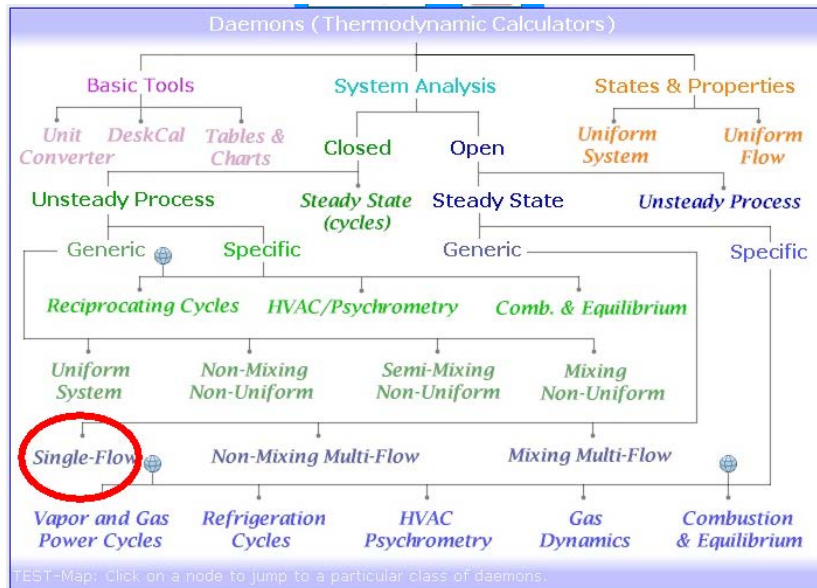 Daemons (Thermodynamic Calculators)
Basic Tools
System Analysis
States & Properties
Unit
Converter
DeskCal
Tables &
Charts
Closed
Open
Uniform
System
Uniform
Flow
Unsteady Process
Steady State
(cycles)
Steady State
Unsteady Process
Generic
Specific
Generic
Specific
Reciprocating Cycles
HVAC/Psychrometry
Comb. & Equilibrium
Uniform
System
Non-Mixing
Non-Uniform
Semi-Mixing
Non-Uniform
Mixing
Non-Uniform
Single-Flow
Non-Mixing Multi-Flow
Mixing Multi-Flow
Vapor and Gas
Power Cycles
Refrigeration
Cycles
HVAC
Psychrometry
Gas
Dynamics
Combustion
& Equilibrium
TEST-Map: Click on a node to jump to a particular class of daemons.